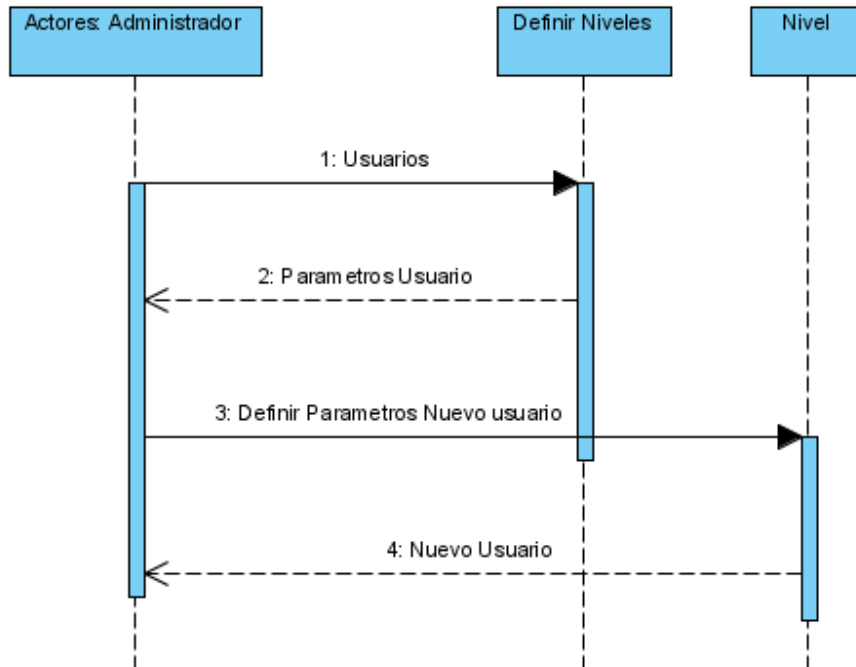 Actores: Administrador
Definir Niveles
Nivel
1: Usuarios
2: Parametros Usuario
3: Definir Parametros Nuevo usuario
4: Nuevo Usuario